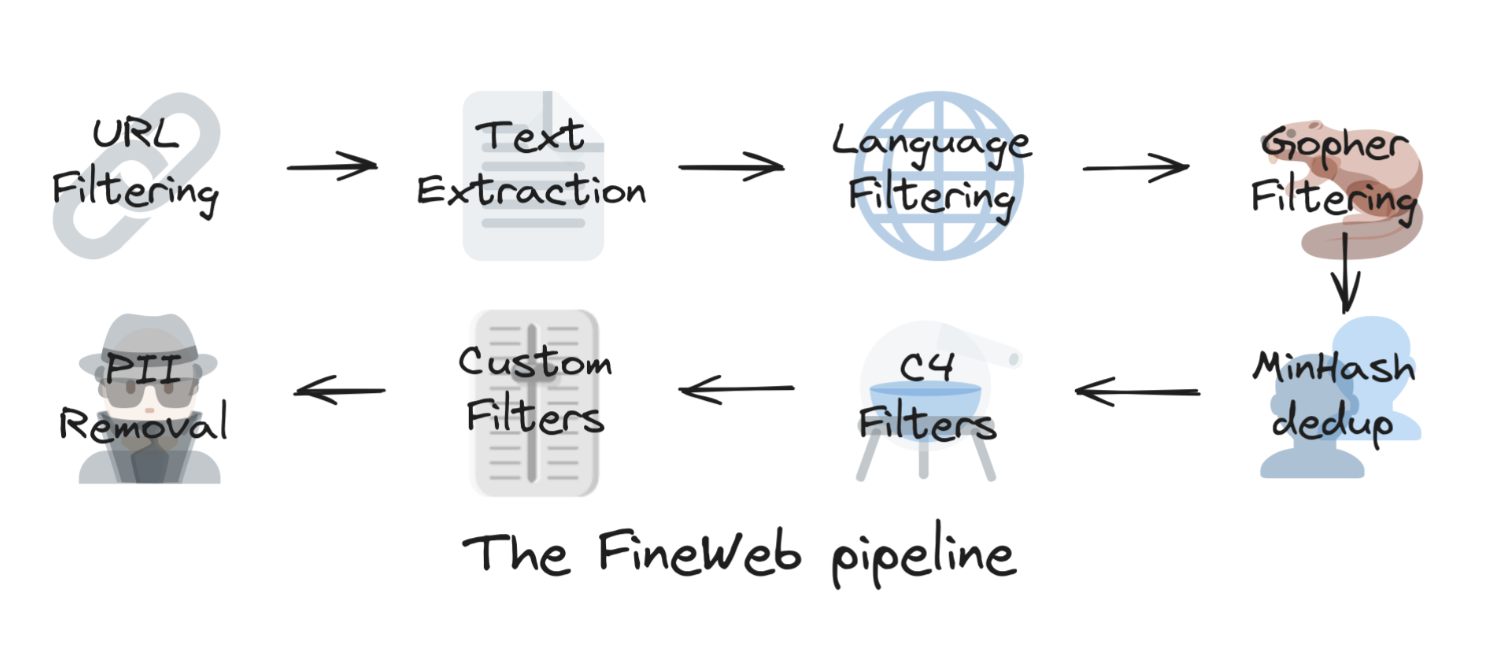 URL
Filtering
Text
Extraction
Language
Filtering
Gopher
Filtering
MinHash
dedup
C4
Filters
Custom
Filters
PII
Removal
The FineWeb pipeline